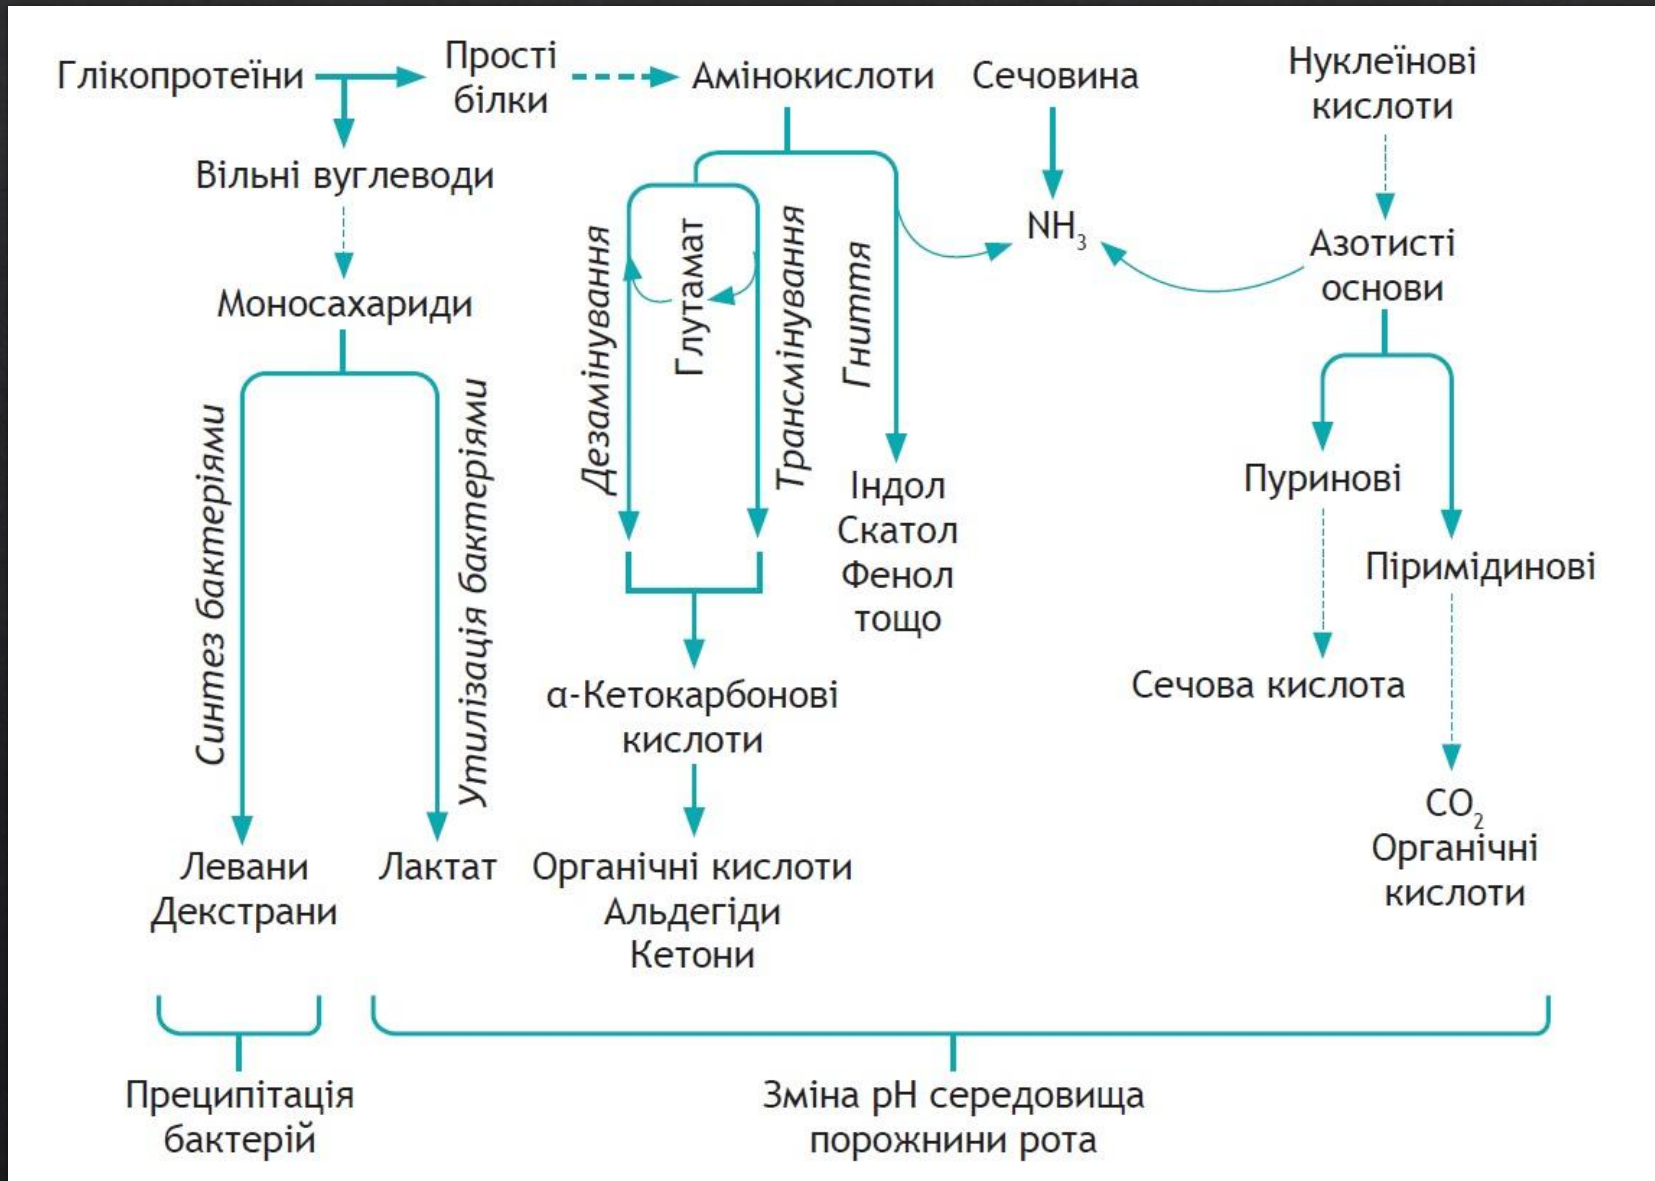 Глікопротеїни
Прості
білки
Амінокислоти
Сечовина
Нуклеїнові
кислоти
Вільні вуглеводи
NH₃
Азотисті
основи
Моносахариди
Дезамінування
Глутамат
Трансмінування
Гниття
Синтез бактеріями
Утилізація бактеріями
Індол
Скатол
Фенол
тощо
Пуринові
Піримідинові
α-Кетокарбонові
кислоти
Сечова кислота
Левани
Декстрани
Лактат
Органічні кислоти
Альдегіди
Кетони
CO₂
Органічні
кислоти
Преципітація
бактерій
Зміна рН середовища
порожнини рота